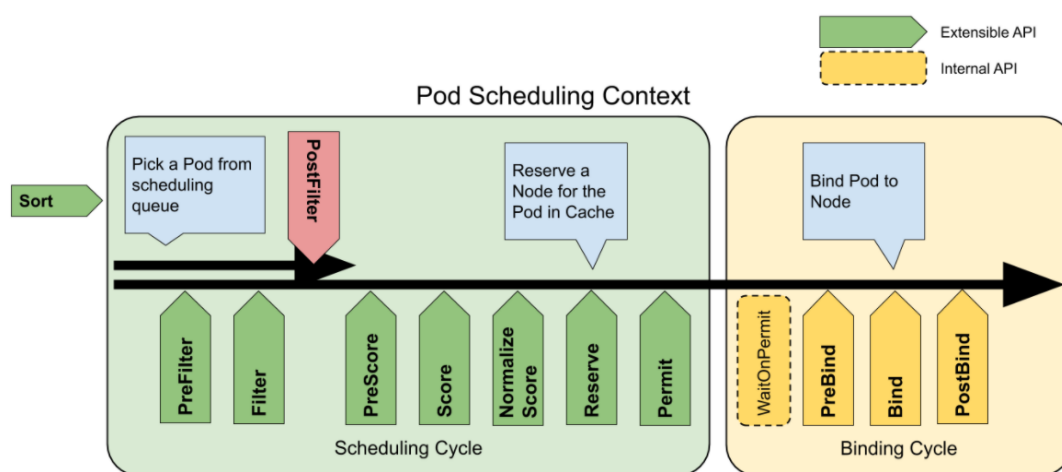 Extensible API
Internal API
Pod Scheduling Context
Pick a Pod from
scheduling
queue
PostFilter
Reserve a
Node for the
Pod in Cache
Bind Pod to
Node
Sort
PreFilter
Filter
PreScore
Score
Normalize
Score
Reserve
Permit
WaitOnPermit
PreBind
Bind
PostBind
Scheduling Cycle
Binding Cycle